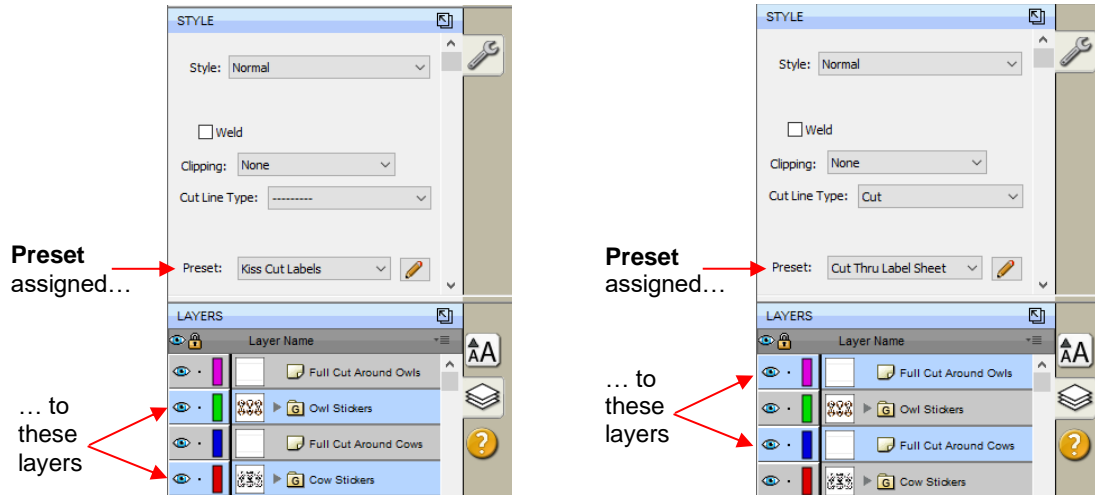 STYLE
Style: Normal
Weld
Clipping: None
Cut Line Type: ---------
Preset
assigned…
Preset: Kiss Cut Labels
LAYERS
Layer Name
AA
Full Cut Around Owls
G Owl Stickers
Full Cut Around Cows
?
G Cow Stickers
… to
these
layers
STYLE
Style: Normal
Weld
Clipping: None
Cut Line Type: Cut
Preset
assigned…
Preset: Cut Thru Label Sheet
LAYERS
Layer Name
AA
Full Cut Around Owls
G Owl Stickers
Full Cut Around Cows
?
G Cow Stickers
… to
these
layers